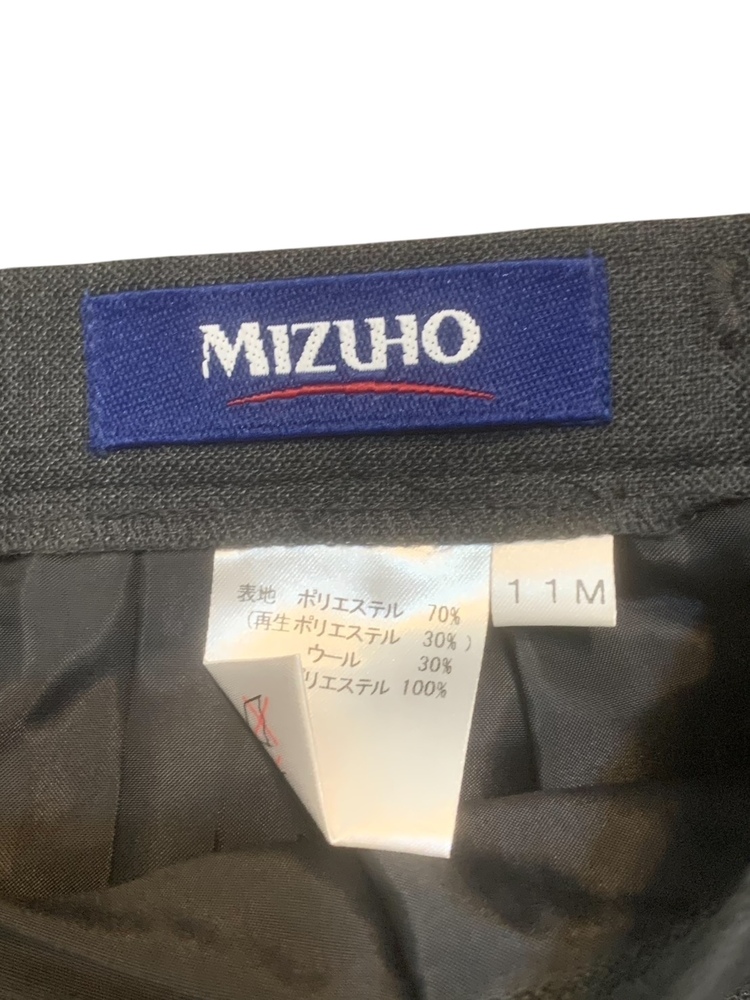 MIZUHO
11M
表地 ポリエステル 70%
(再生ポリエステル 30%)
ウール 30%
リエステル 100%